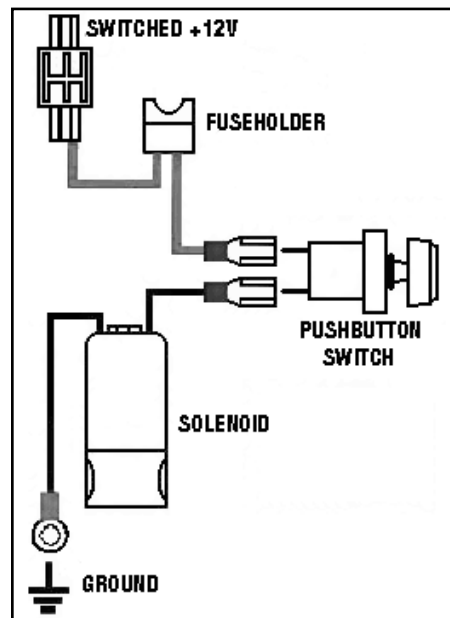 SWITCHED +12V
FUSEHOLDER
PUSHBUTTON
SWITCH
SOLENOID
GROUND